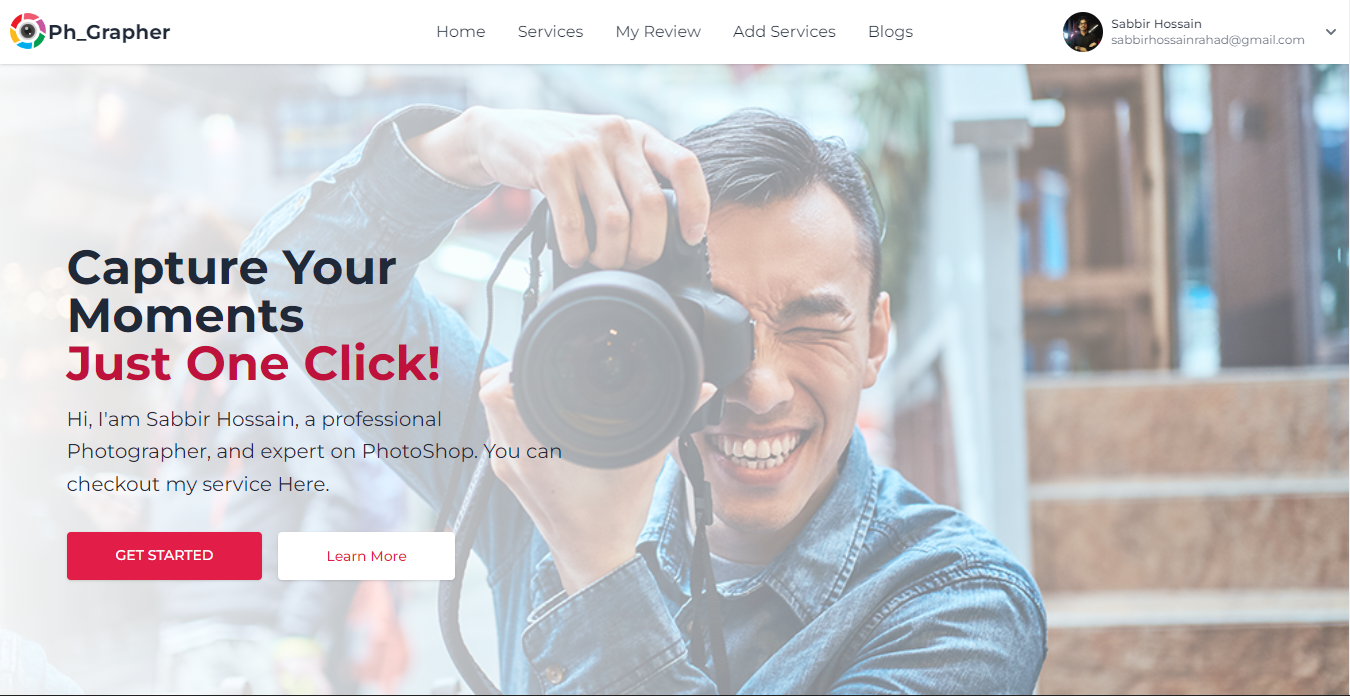 Ph_Grapher
Home Services My Review Add Services Blogs
Sabbir Hossain
sabbirhossainrahad@gmail.com
Capture Your
Moments
Just One Click!
Hi, I'am Sabbir Hossain, a professional
Photographer, and expert on PhotoShop. You can
checkout my service Here.
GET STARTED
Learn More